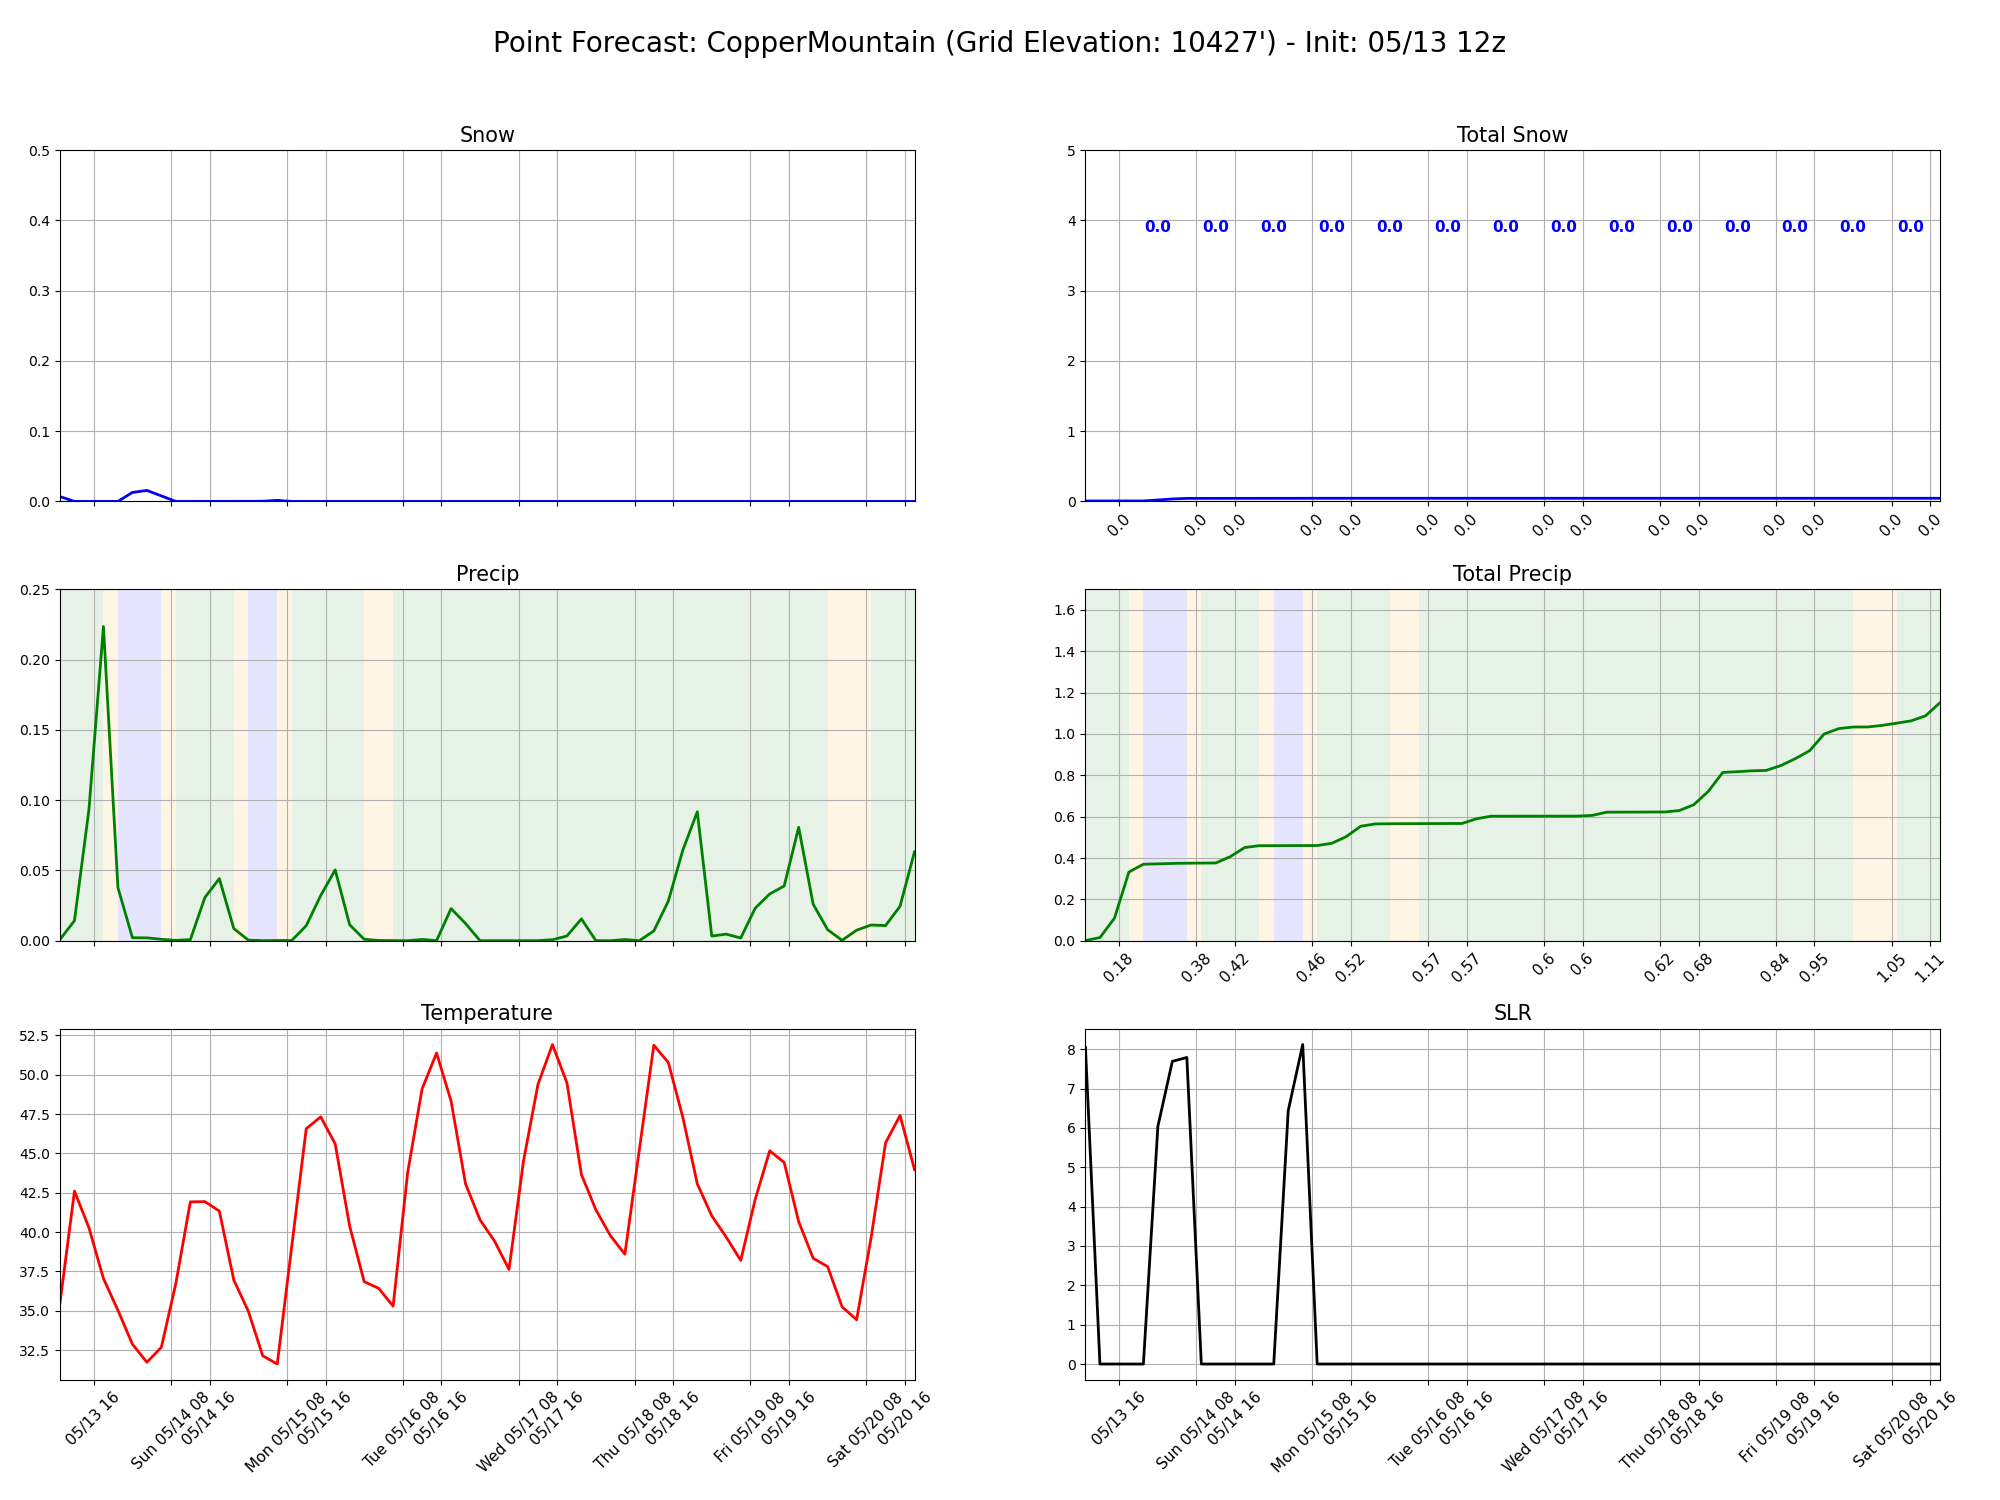 Point Forecast: CopperMountain (Grid Elevation: 10427') - Init: 05/13 12z
Snow
0.5
0.4
0.3
0.2
0.1
0.0
Total Snow
5
4
3
2
1
0
0.0 0.0 0.0 0.0 0.0 0.0 0.0 0.0 0.0 0.0 0.0 0.0 0.0 0.0
0.0 0.0 0.0 0.0 0.0 0.0 0.0 0.0 0.0 0.0 0.0 0.0 0.0 0.0 0.0
Precip
0.25
0.20
0.15
0.10
0.05
0.00
Total Precip
1.6
1.4
1.2
1.0
0.8
0.6
0.4
0.2
0.0
0.18 0.38 0.42 0.46 0.52 0.57 0.57 0.6 0.6 0.62 0.68 0.84 0.95 1.05 1.11
Temperature
52.5
50.0
47.5
45.0
42.5
40.0
37.5
35.0
32.5
05/13 16
Sun 05/14 08
05/14 16
Mon 05/15 08
05/15 16
Tue 05/16 08
05/16 16
Wed 05/17 08
05/17 16
Thu 05/18 08
05/18 16
Fri 05/19 08
05/19 16
Sat 05/20 08
05/20 16
SLR
8
7
6
5
4
3
2
1
0
05/13 16
Sun 05/14 08
05/14 16
Mon 05/15 08
05/15 16
Tue 05/16 08
05/16 16
Wed 05/17 08
05/17 16
Thu 05/18 08
05/18 16
Fri 05/19 08
05/19 16
Sat 05/20 08
05/20 16